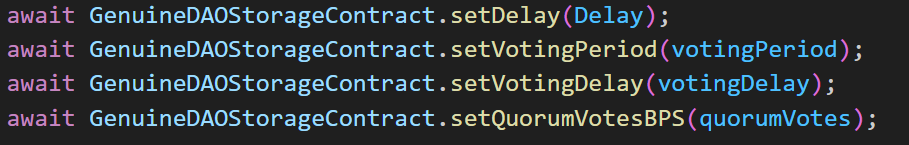 await GenuineDAOStorageContract.setDelay(Delay);
await GenuineDAOStorageContract.setVotingPeriod(votingPeriod);
await GenuineDAOStorageContract.setVotingDelay(votingDelay);
await GenuineDAOStorageContract.setQuorumVotesBPS(quorumVotes);